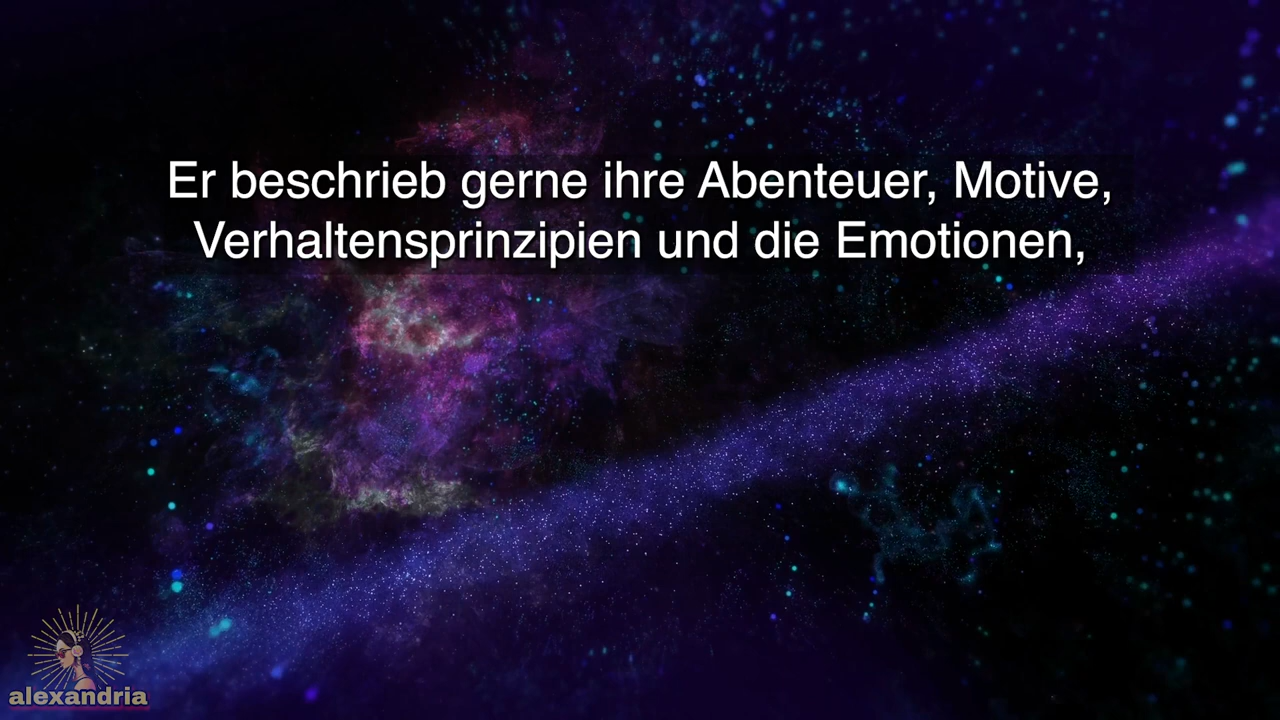 Er beschrieb gerne ihre Abenteuer, Motive,
Verhaltensprinzipien und die Emotionen,
alexandria